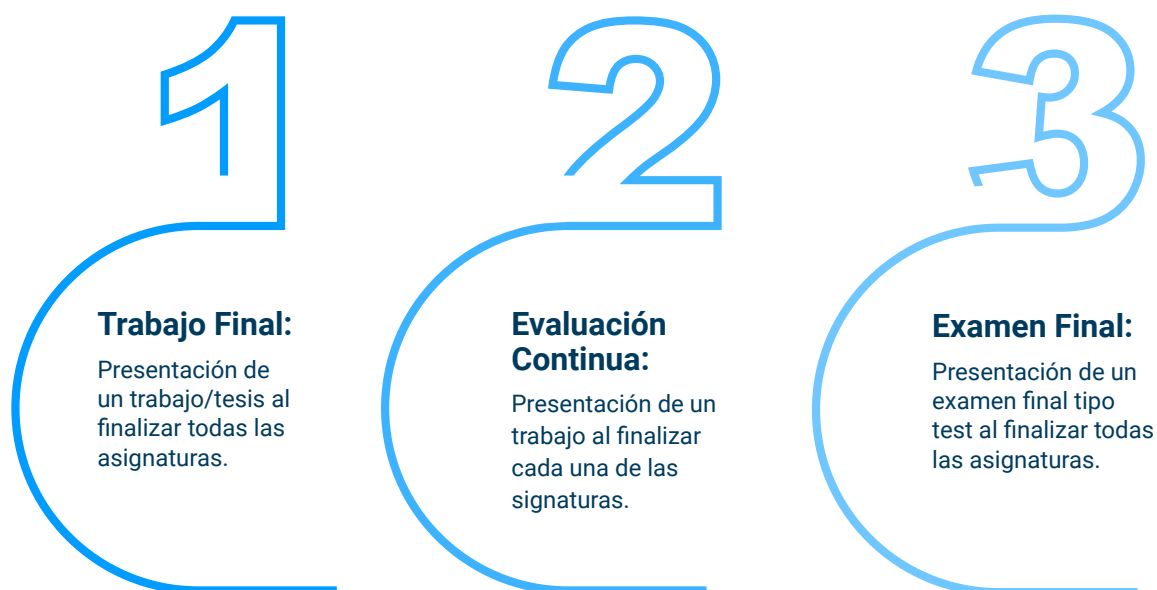 1
Trabajo Final:
Presentación de
un trabajo/tesis al
finalizar todas las
asignaturas.
2
Evaluación
Continua:
Presentación de un
trabajo al finalizar
cada una de las
signaturas.
3
Examen Final:
Presentación de un
examen final tipo
test al finalizar todas
las asignaturas.